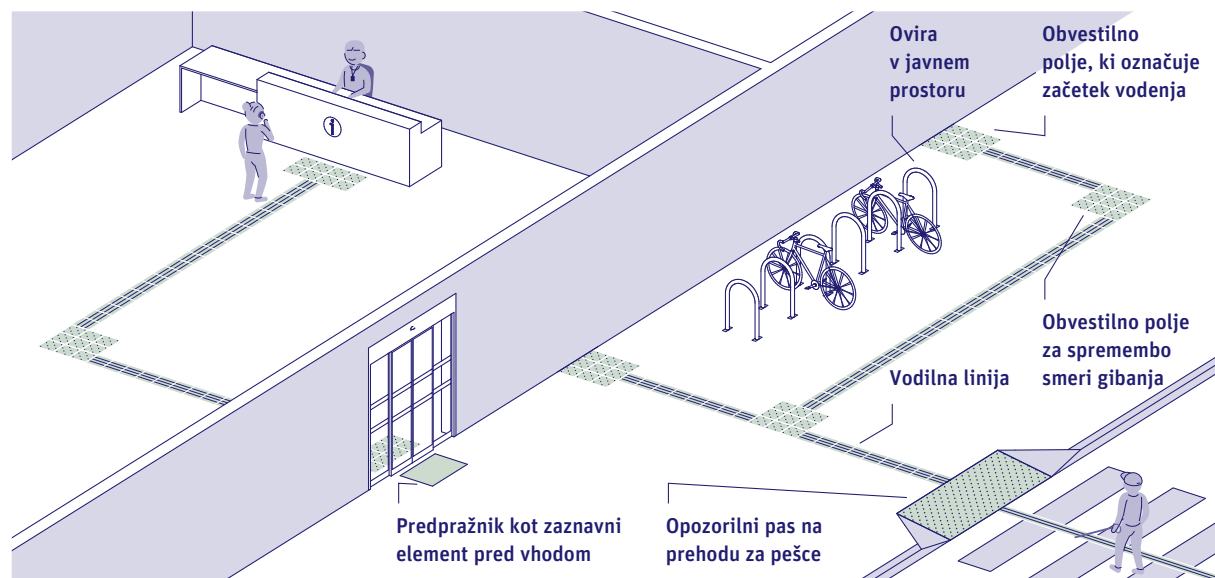 Ovira
v javnem
prostoru
Obvestilno
polje, ki označuje
začetek vodenja
i
Obvestilno polje
za spremembo
smeri gibanja
Vodilna linija
Predpražnik kot zaznavni
element pred vhodom
Opozorilni pas na
prehodu za pešce